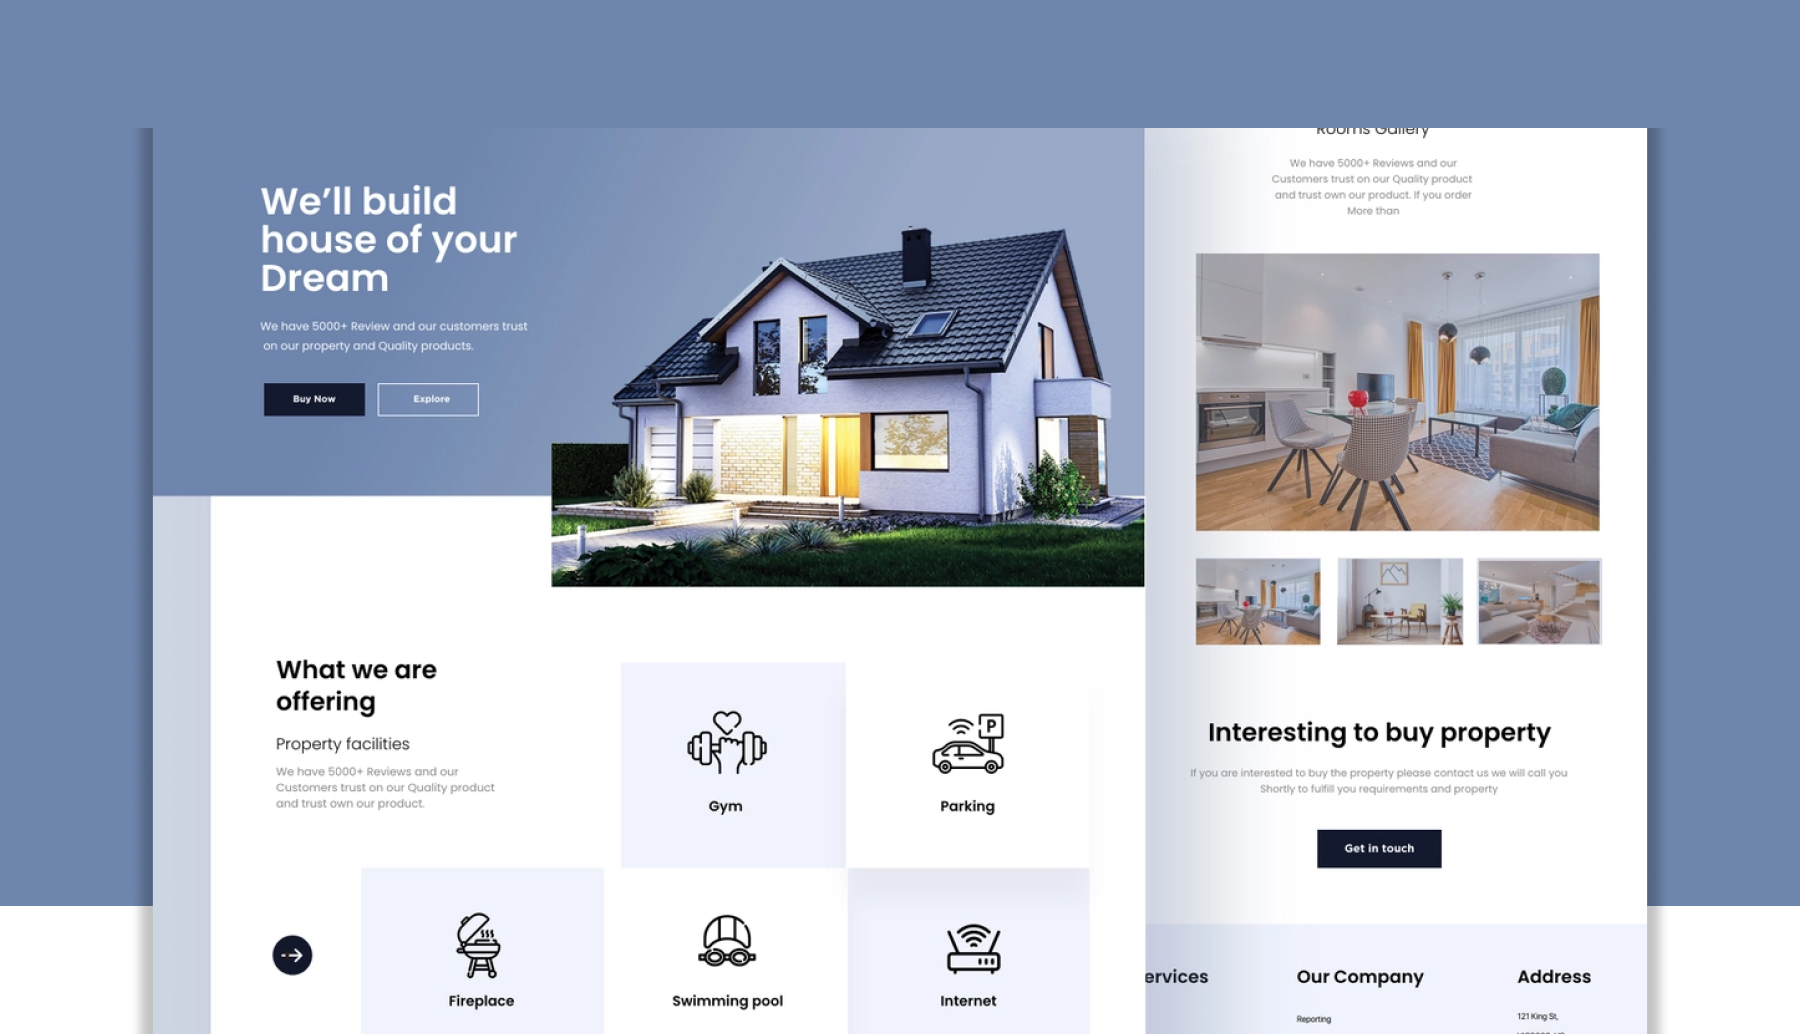 We'll build
house of your
Dream
We have 5000+ Review and our customers trust
on our property and Quality products.
Buy Now
Explore
What we are
offering
Property facilities
We have 5000+ Reviews and our
Customers trust on our Quality product
and trust own our product.
P
Gym
Parking
Fireplace
Swimming pool
Internet
Rooms Gallery
We have 5000+ Reviews and our
Customers trust on our Quality product
and trust own our product. If you order
More than
Interesting to buy property
If you are interested to buy the property please contact us we will call you
Shortly to fulfill you requirements and property
Get in touch
ervices
Our Company
Address
Reporting
121 King St,